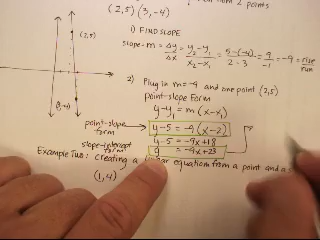 (2,5) (3,-4)
1) FIND SLOPE
slope=m= Δy/Δx = y₂-y₁/x₂-x₁ = 5-(-4)/2-3 = 9/-1 = -9 = rise/run
(2,5)
2) Plug in m=-9 and one point (2,5)
point-slope form
y-y₁=m(x-x₁)
point-slope form
y-5=-9(x-2)
slope-intercept form
y-5=-9x+18
y =-9x+23
Example Two: creating a linear equation from a point and a
(1,4)